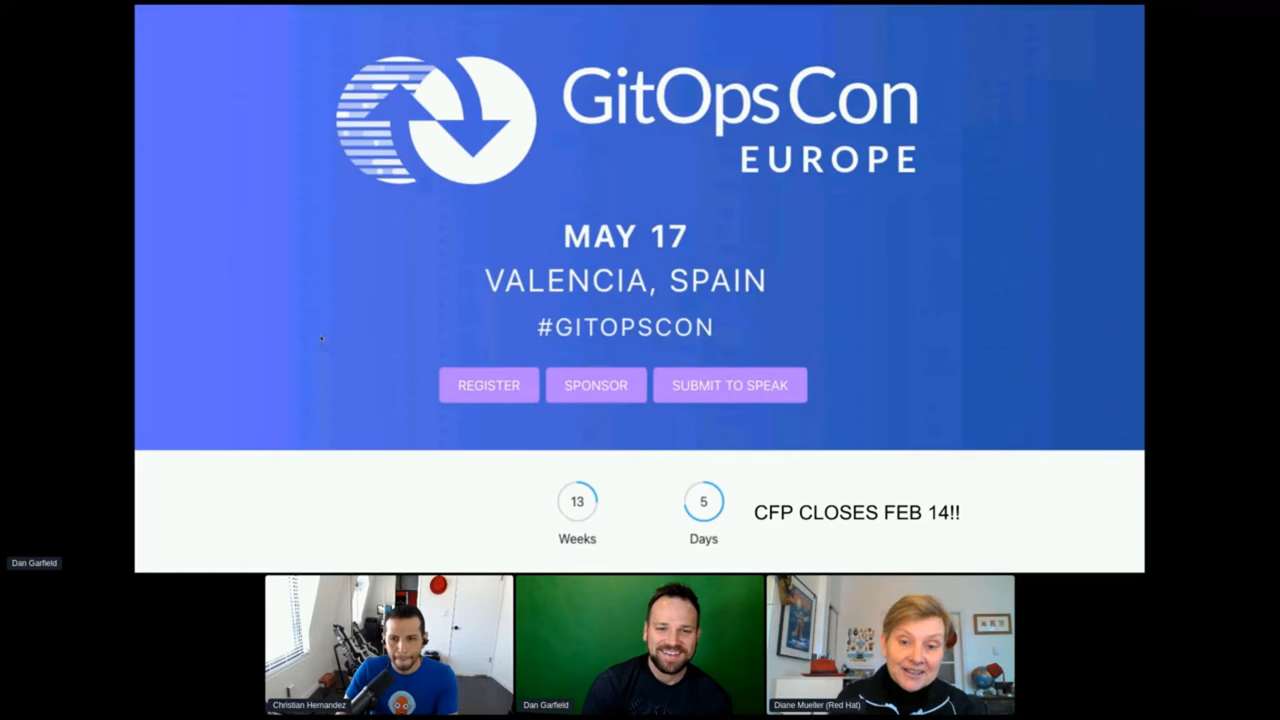 GitOps Con
EUROPE
MAY 17
VALENCIA, SPAIN
#GITOPSCON
REGISTER
SPONSOR
SUBMIT TO SPEAK
13
Weeks
5
Days
CFP CLOSES FEB 14!!
Dan Garfield
Christian Hernandez
Dan Garfield
Diane Mueller (Red Hat)